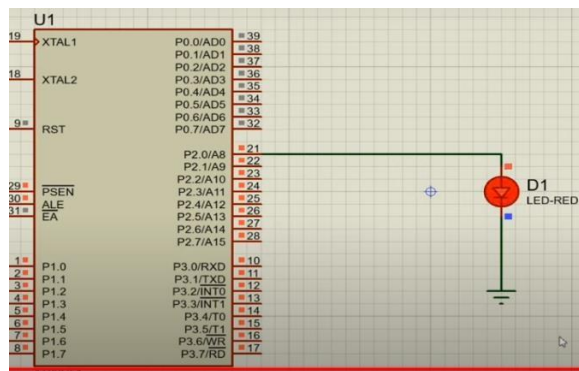 U1
19 XTAL1
18 XTAL2
9 RST
29 PSEN
30 ALE
31 EA
1 P1.0
2 P1.1
3 P1.2
4 P1.3
5 P1.4
6 P1.5
7 P1.6
8 P1.7
P0.0/AD0 39
P0.1/AD1 38
P0.2/AD2 37
P0.3/AD3 36
P0.4/AD4 35
P0.5/AD5 34
P0.6/AD6 33
P0.7/AD7 32
P2.0/A8 21
P2.1/A9 22
P2.2/A10 23
P2.3/A11 24
P2.4/A12 25
P2.5/A13 26
P2.6/A14 27
P2.7/A15 28
P3.0/RXD 10
P3.1/TXD 11
P3.2/INT0 12
P3.3/INT1 13
P3.4/T0 14
P3.5/T1 15
P3.6/WR 16
P3.7/RD 17
D1
LED-RED